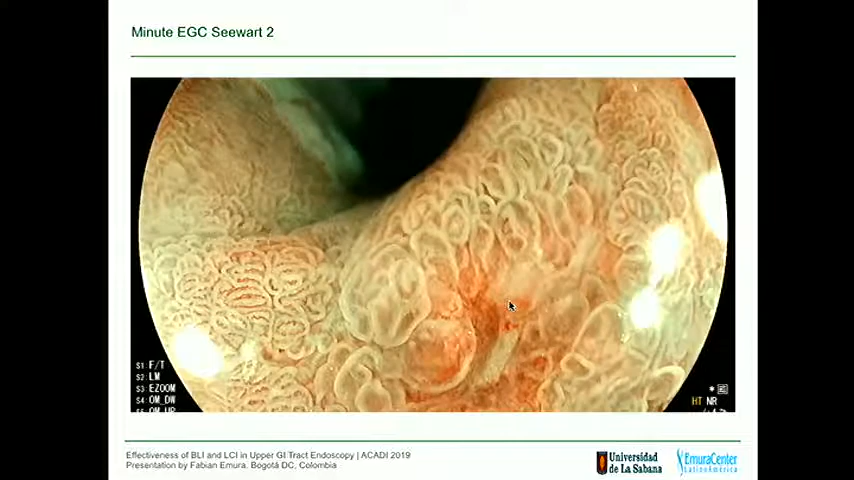 Minute EGC Seewart 2
S1: F/T
S2: LM
S3: EZOOM
S4: OM_DW
HT NR
Effectiveness of BLI and LCI in Upper GI Tract Endoscopy | ACADI 2019
Presentation by Fabian Emura. Bogotá DC, Colombia
Universidad
de La Sabana
EmuraCenter
LatinoAmérica